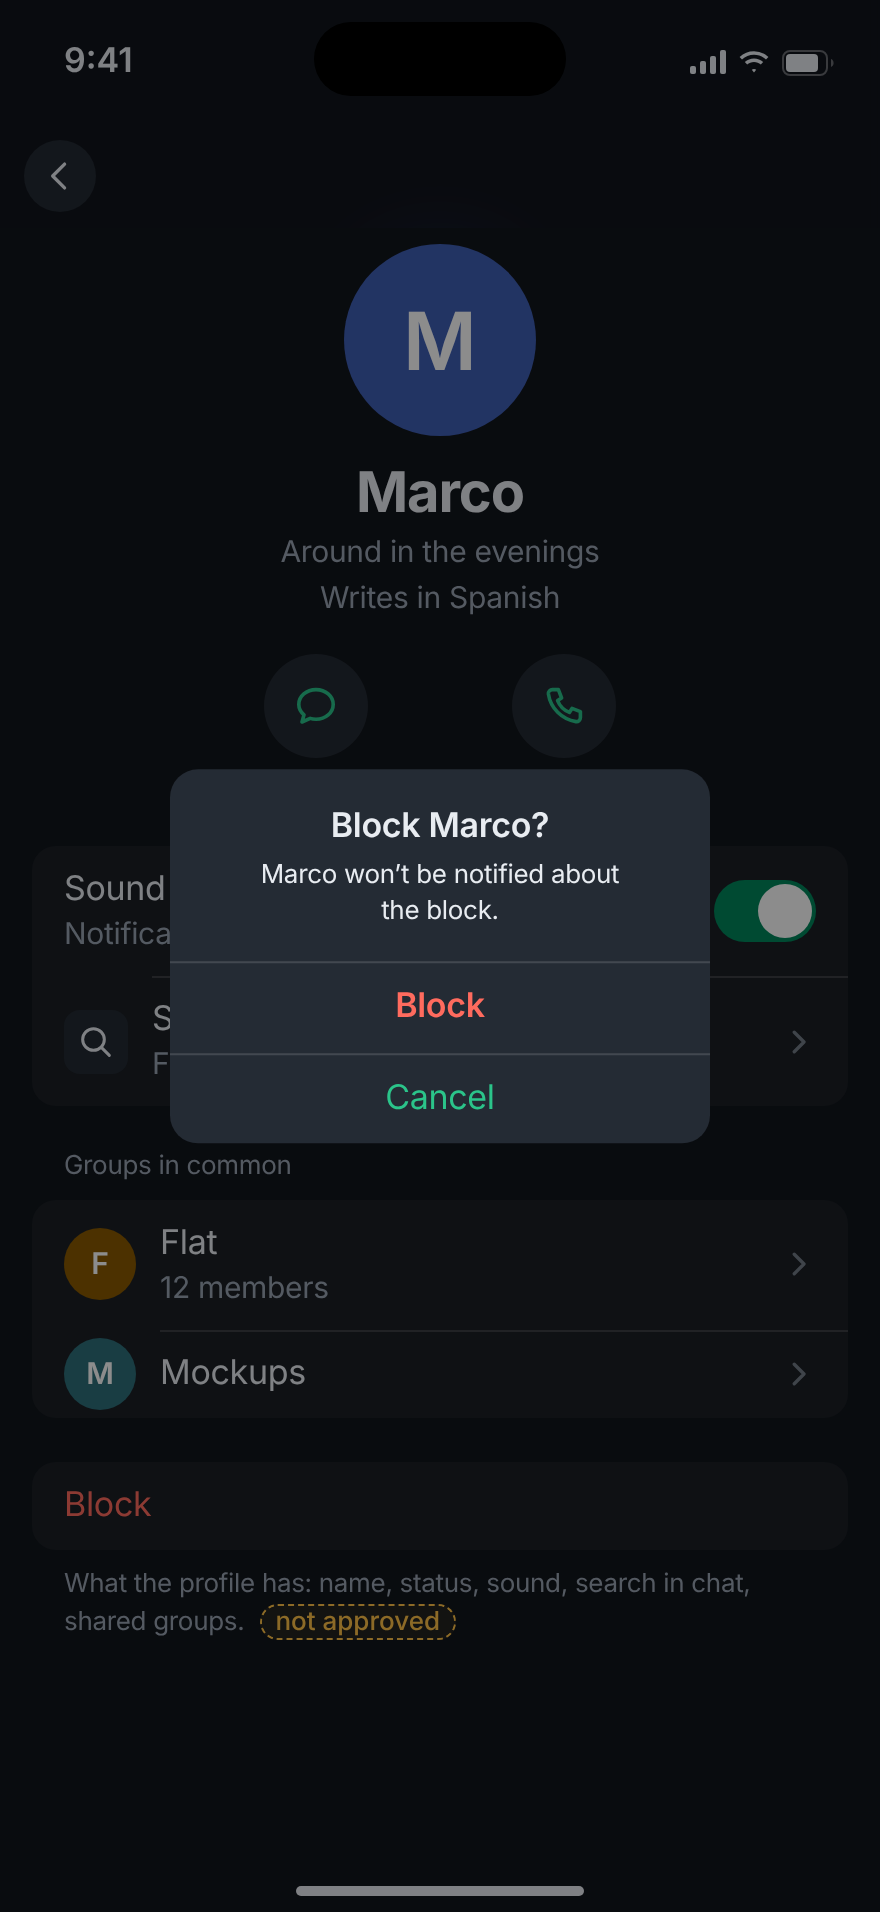 9:41
M
Marco
Around in the evenings
Writes in Spanish
Block Marco?
Marco won’t be notified about
the block.
Block
Cancel
Sound
Groups in common
F
Flat
12 members
M
Mockups
Block
What the profile has: name, status, sound, search in chat,
shared groups. not approved